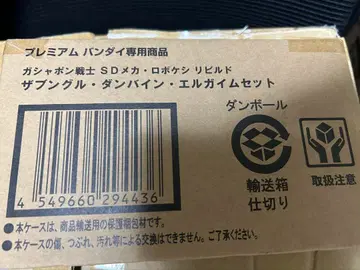 プレミアム バンダイ専用商品
ガシャポン戦士 SDメカ・ロボケシ リビルド
ザブングル・ダンバイン・エルガイムセット
ダンボール
輸送箱
仕切り
取扱注意
4 549660 294436
●本ケースは、商品輸送用の保護梱包材です。
●本ケースの傷、つぶれ、汚れ等による交換はできません。ご了承ください。